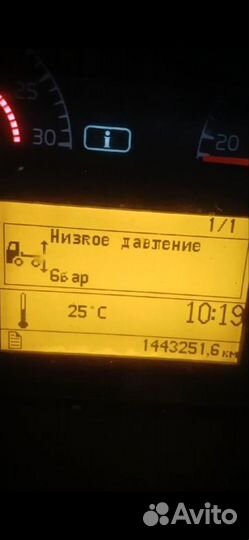 25
30
i
20
1/1
Низкое давление
6бар
25°C
10:19
1443251,6 км
Avito